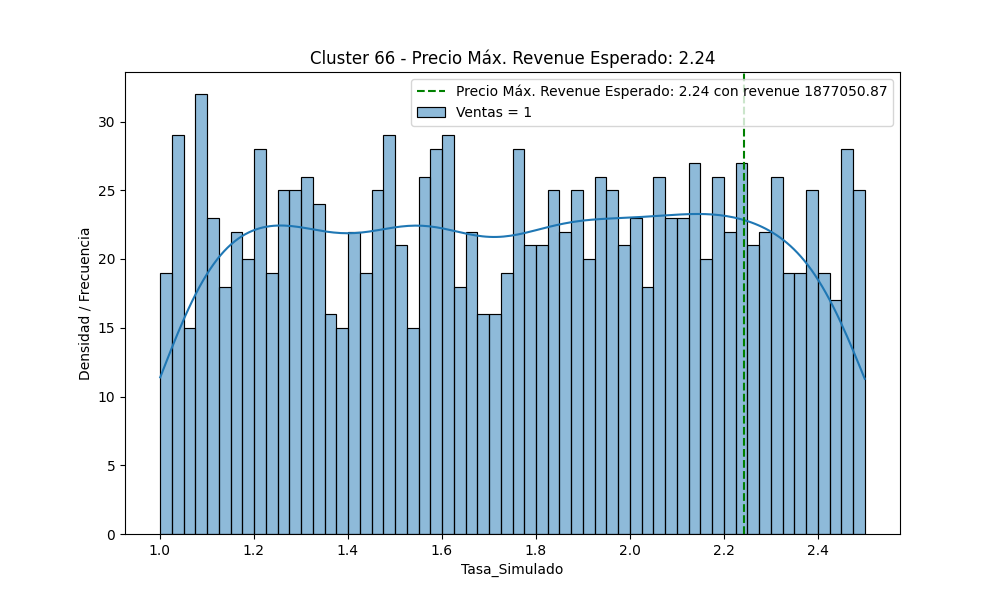 Cluster 66 - Precio Máx. Revenue Esperado: 2.24
Precio Máx. Revenue Esperado: 2.24 con revenue 1877050.87
Ventas = 1
Densidad / Frecuencia
30
25
20
15
10
5
0
1.0 1.2 1.4 1.6 1.8 2.0 2.2 2.4
Tasa_Simulado